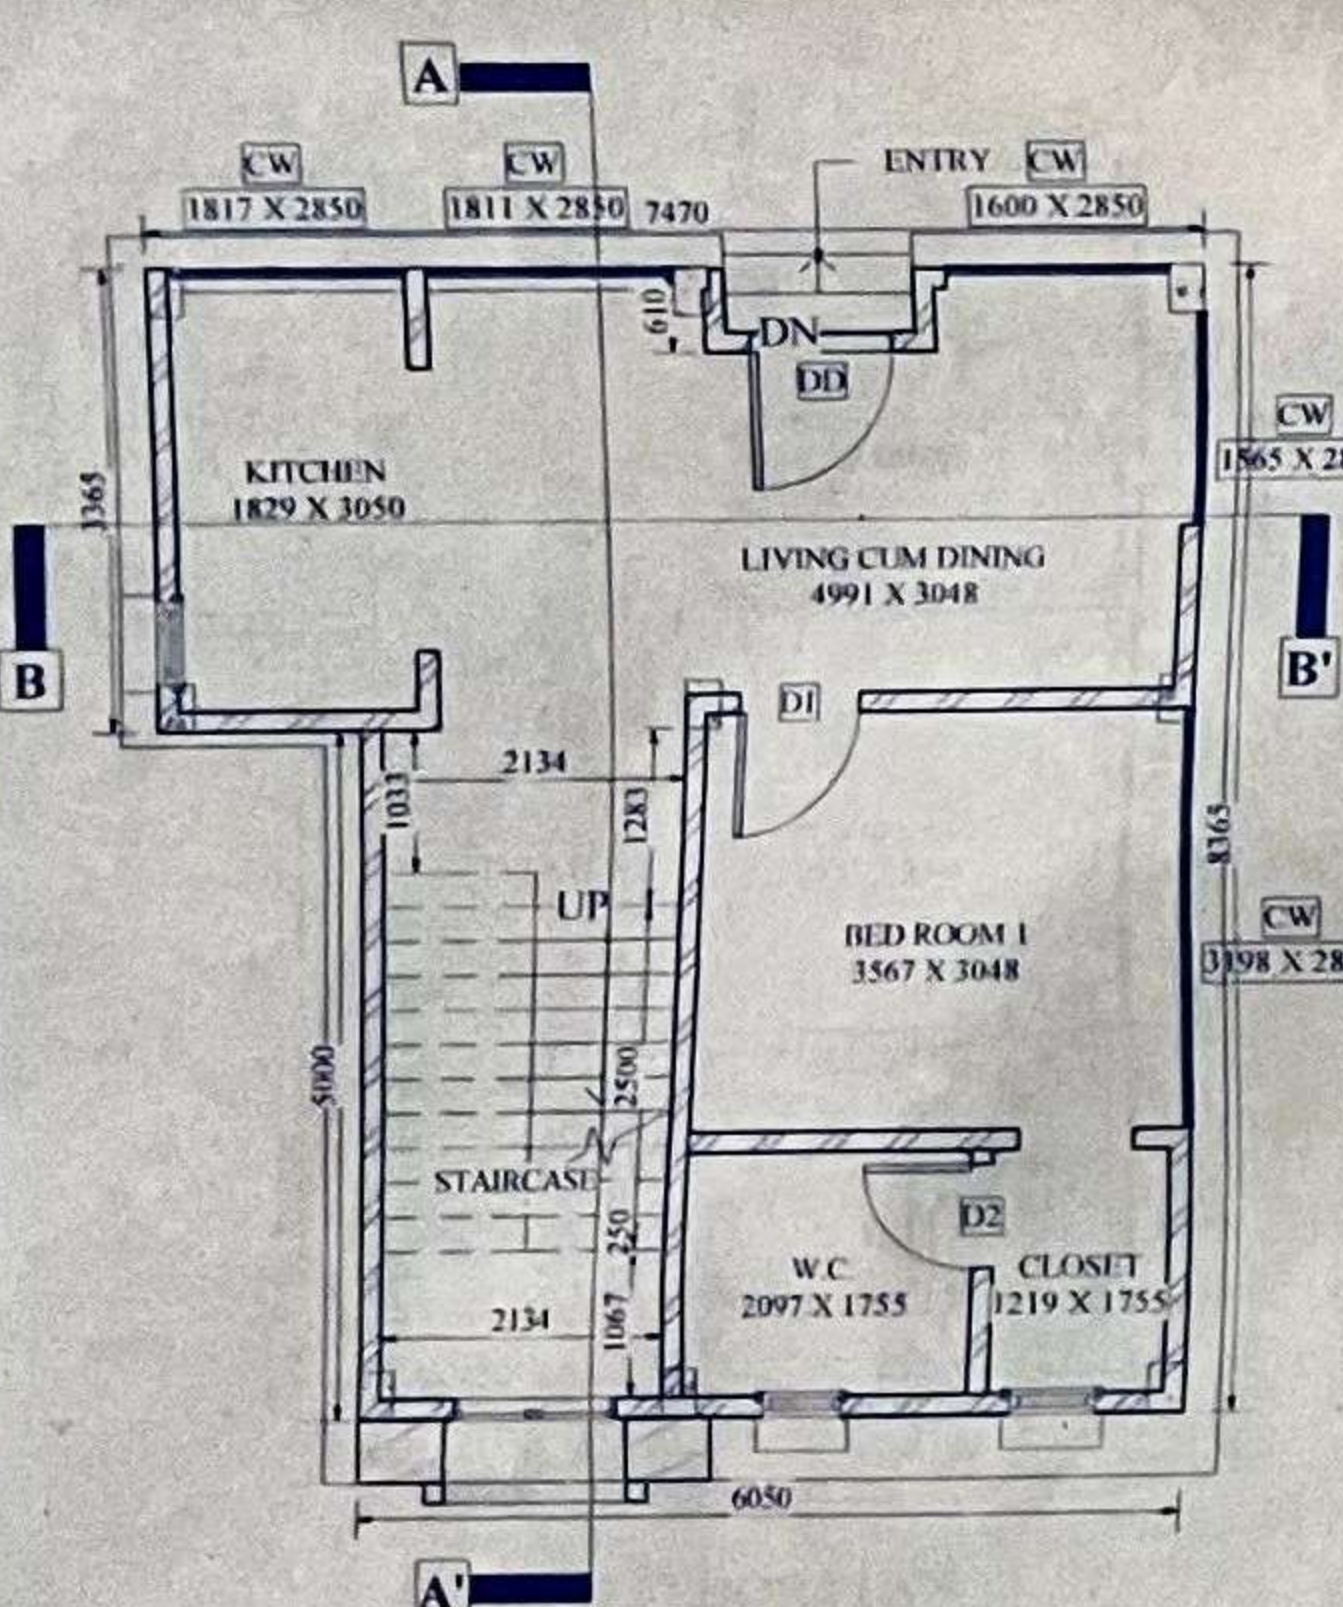 A
CW
CW
ENTRY
CW
1817 X 2850
1811 X 2850
7470
1600 X 2850
610
DN
DD
CW
KITCHEN
1829 X 3050
3365
LIVING CUM DINING
4991 X 3048
B
B'
D1
2134
1033
1283
8365
UP
BED ROOM 1
3567 X 3048
CW
5000
2500
STAIRCASE
D2
250
W.C
2097 X 1755
CLOSET
1219 X 1755
2134
1067
6050
A'